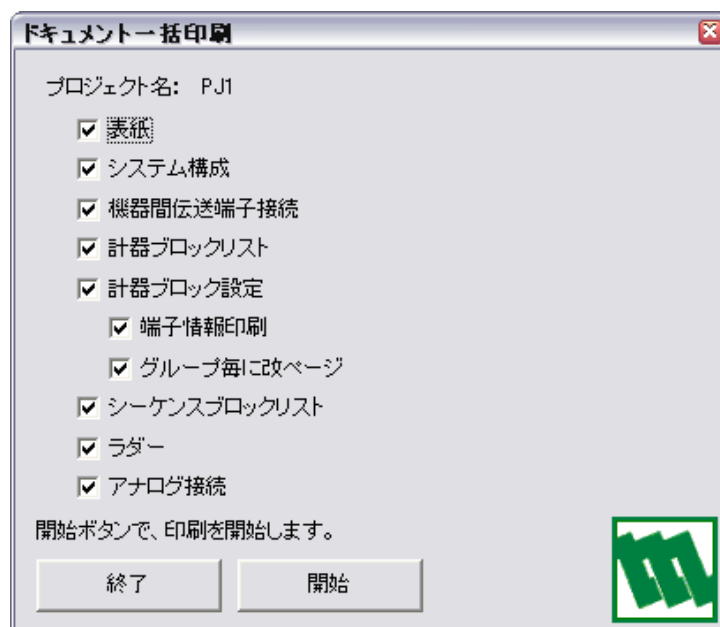 ドキュメント一括印刷
プロジェクト名: PJ1
表紙
システム構成
機器間伝送端子接続
計器ブロックリスト
計器ブロック設定
端子情報印刷
グループ毎に改ページ
シーケンスブロックリスト
ラダー
アナログ接続
開始ボタンで、印刷を開始します。
終了 開始